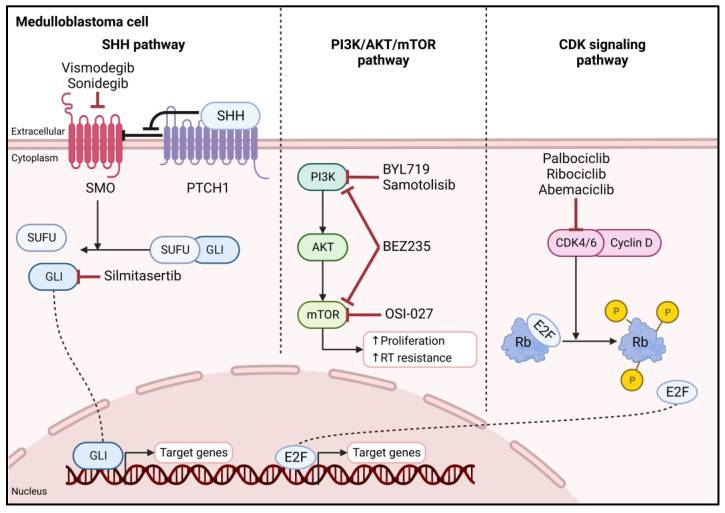 Medulloblastoma cell
SHH pathway
Vismodegib
Sonidegib
SHH
Extracellular
Cytoplasm
SMO
PTCH1
SUFU
SUFU
GLI
GLI
Silmitasertib
PI3K/AKT/mTOR
pathway
PI3K
BYL719
Samotolisib
AKT
BEZ235
mTOR
OSI-027
↑Proliferation
↑RT resistance
CDK signaling
pathway
Palbociclib
Ribociclib
Abemaciclib
CDK4/6
Cyclin D
Rb
E2F
P
P
Rb
P
E2F
GLI
Target genes
E2F
Target genes
Nucleus